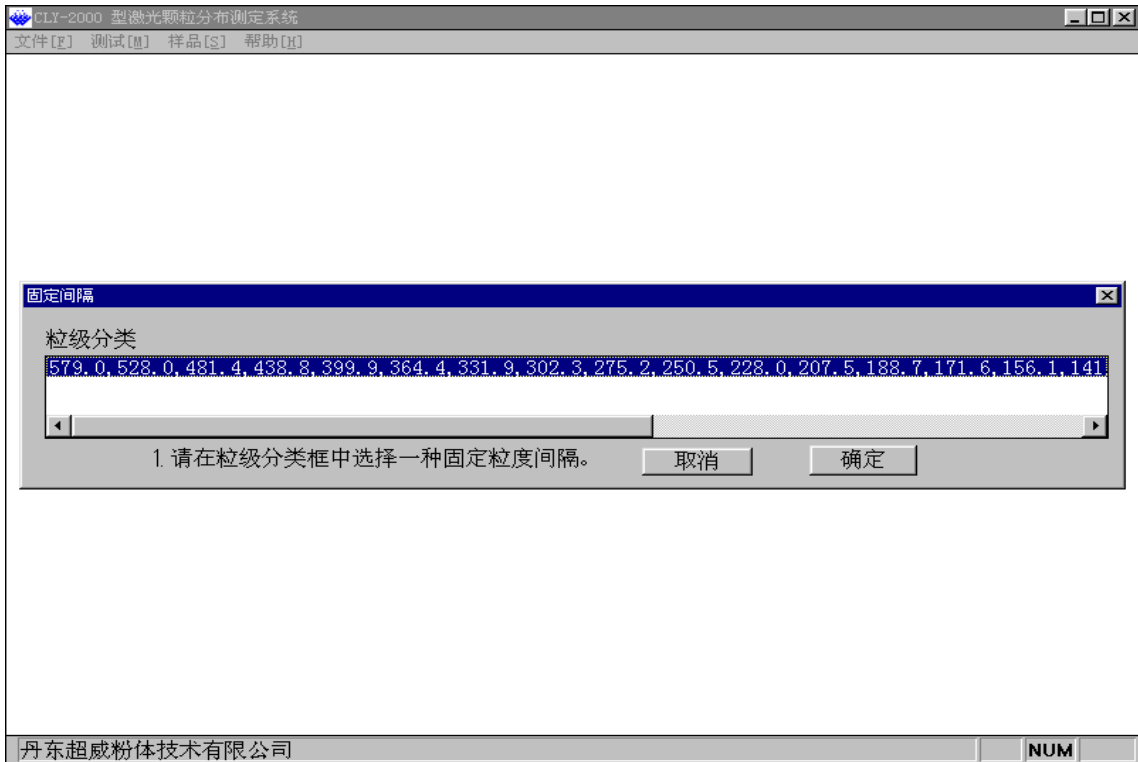 CLY-2000 型激光颗粒分布测定系统
文件[F] 测试[M] 样品[S] 帮助[H]
固定间隔
粒级分类
579.0,528.0,481.4,438.8,399.9,364.4,331.9,302.3,275.2,250.5,228.0,207.5,188.7,171.6,156.1,141
1.请在粒级分类框中选择一种固定粒度间隔。 取消 确定
丹东超威粉体技术有限公司 NUM